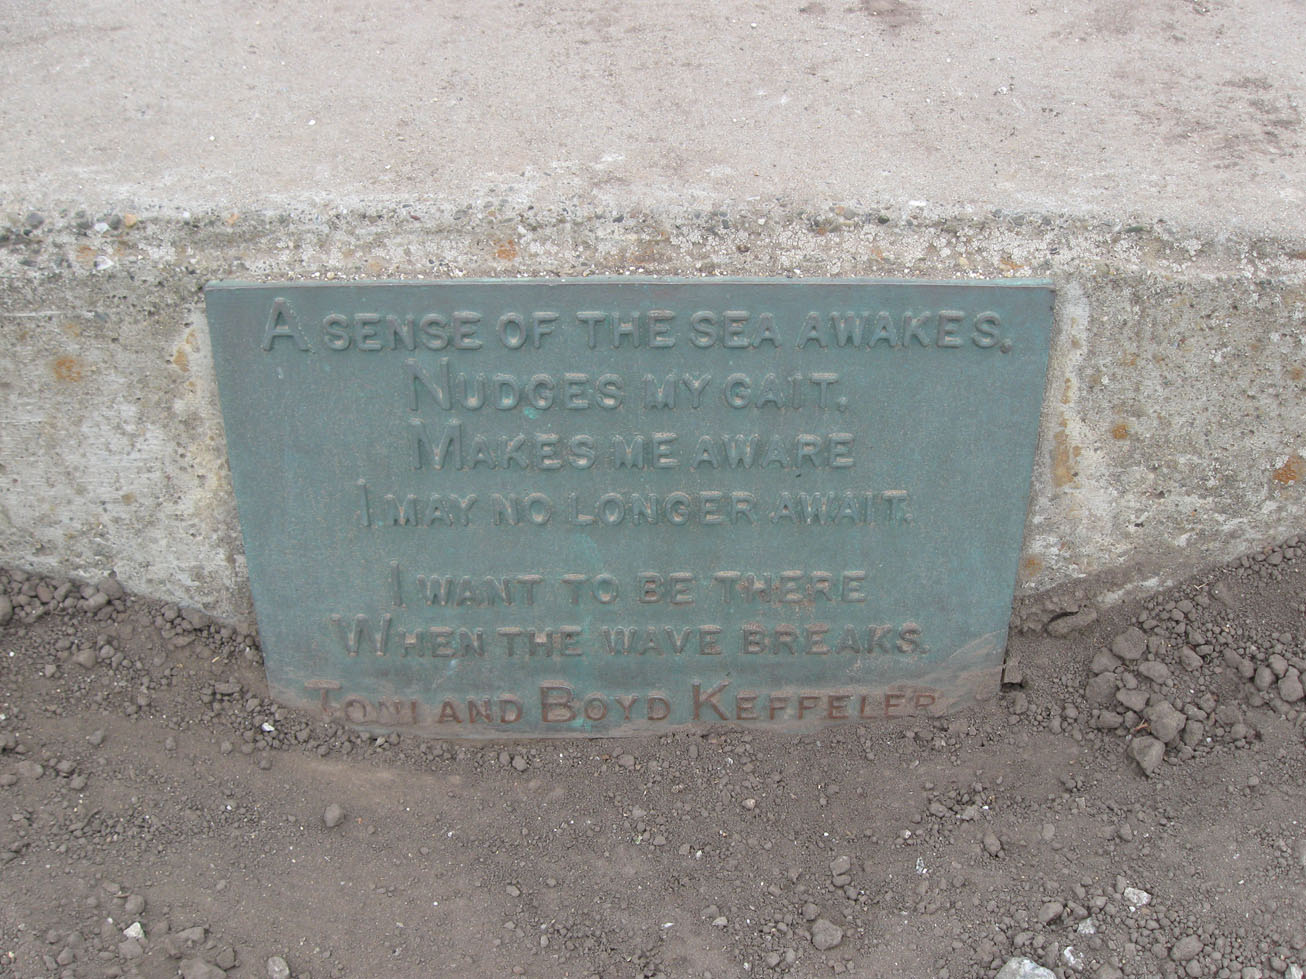 A SENSE OF THE SEA AWAKES.
NUDGES MY GAIT.
MAKES ME AWARE
I MAY NO LONGER AWAIT.
I WANT TO BE THERE
WHEN THE WAVE BREAKS.
TONI AND BOYD KEFFELER